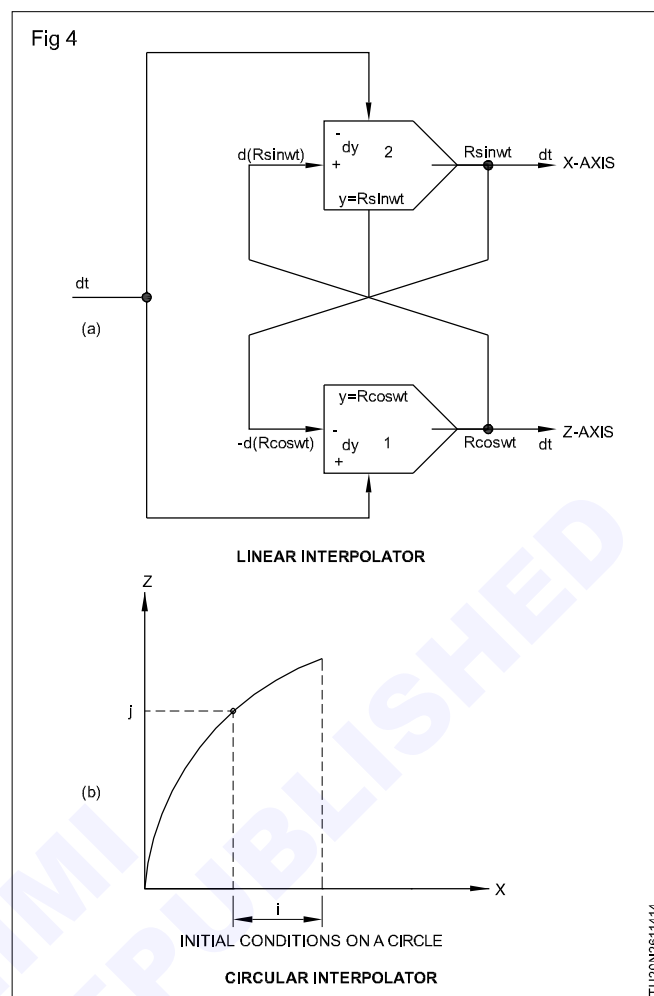 Fig 4
-
dy 2
+
y=RsInwt
d(Rsinwt)
Rsinwt
dt
X-AXIS
dt
(a)
y=Rcoswt
-
dy 1
+
-d(Rcoswt)
Rcoswt
dt
Z-AXIS
LINEAR INTERPOLATOR
Z
j
(b)
X
i
INITIAL CONDITIONS ON A CIRCLE
CIRCULAR INTERPOLATOR